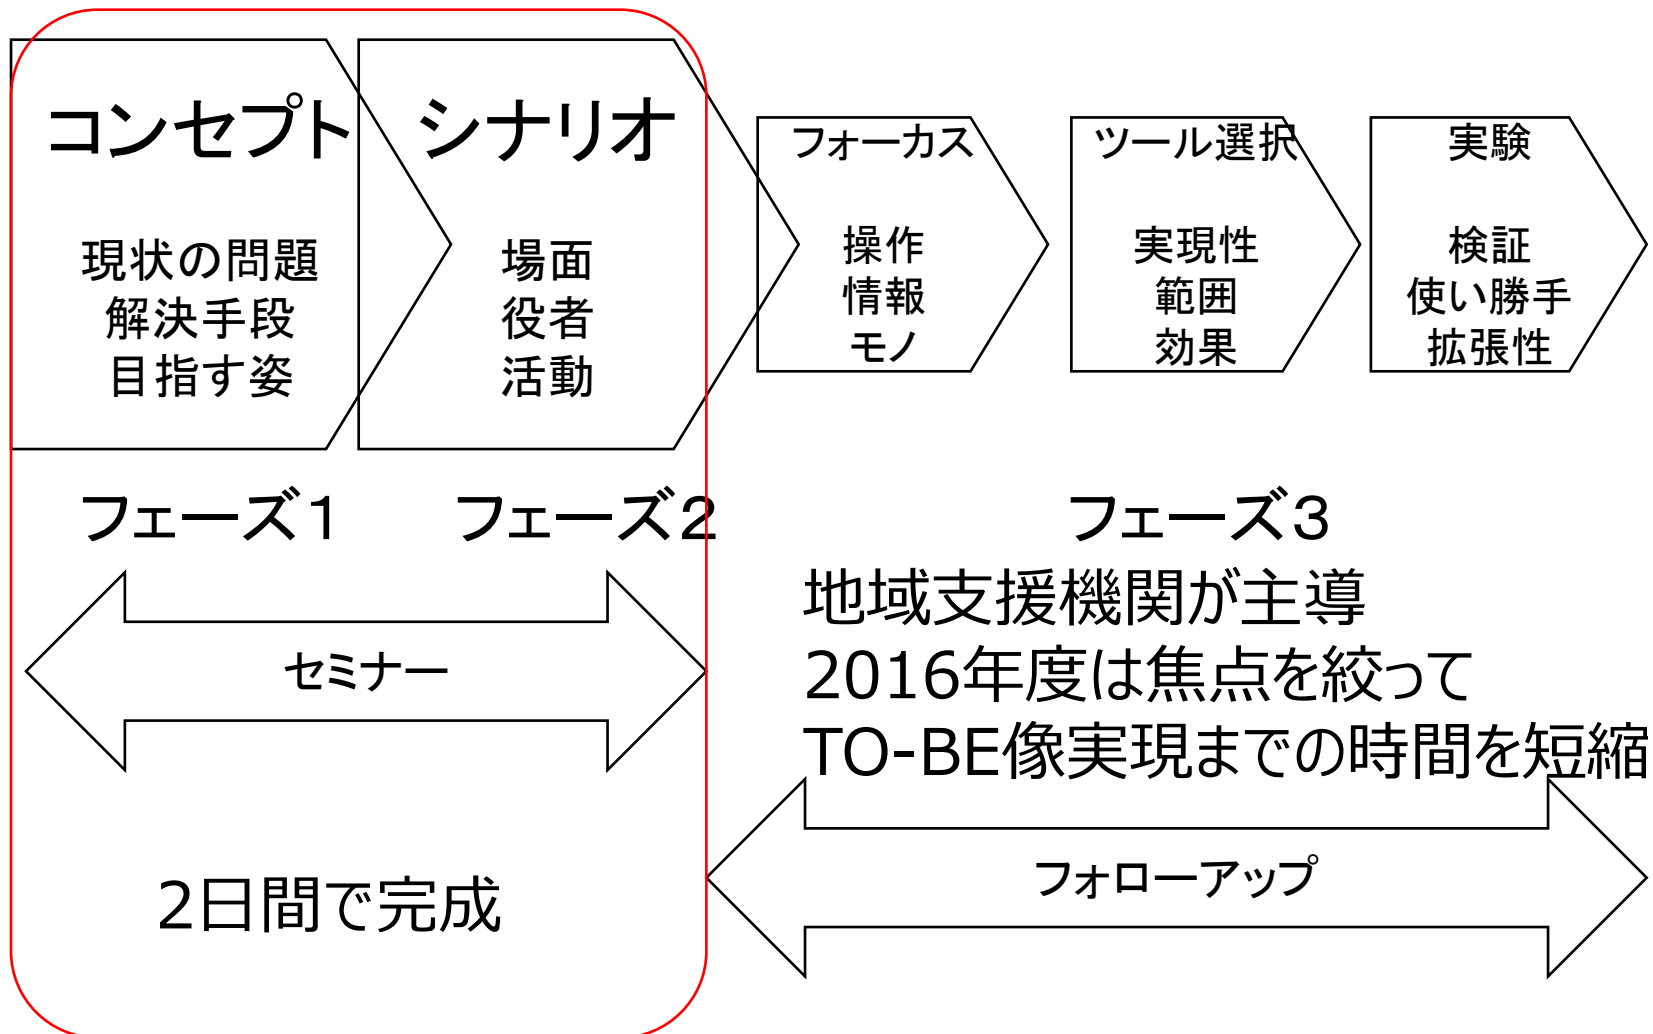 コンセプト
現状の問題
解決手段
目指す姿
シナリオ
場面
役者
活動
フォーカス
操作
情報
モノ
ツール選択
実現性
範囲
効果
実験
検証
使い勝手
拡張性
フェーズ1
フェーズ2
フェーズ3
セミナー
2日間で完成
地域支援機関が主導
2016年度は焦点を絞って
TO-BE像実現までの時間を短縮
フォローアップ